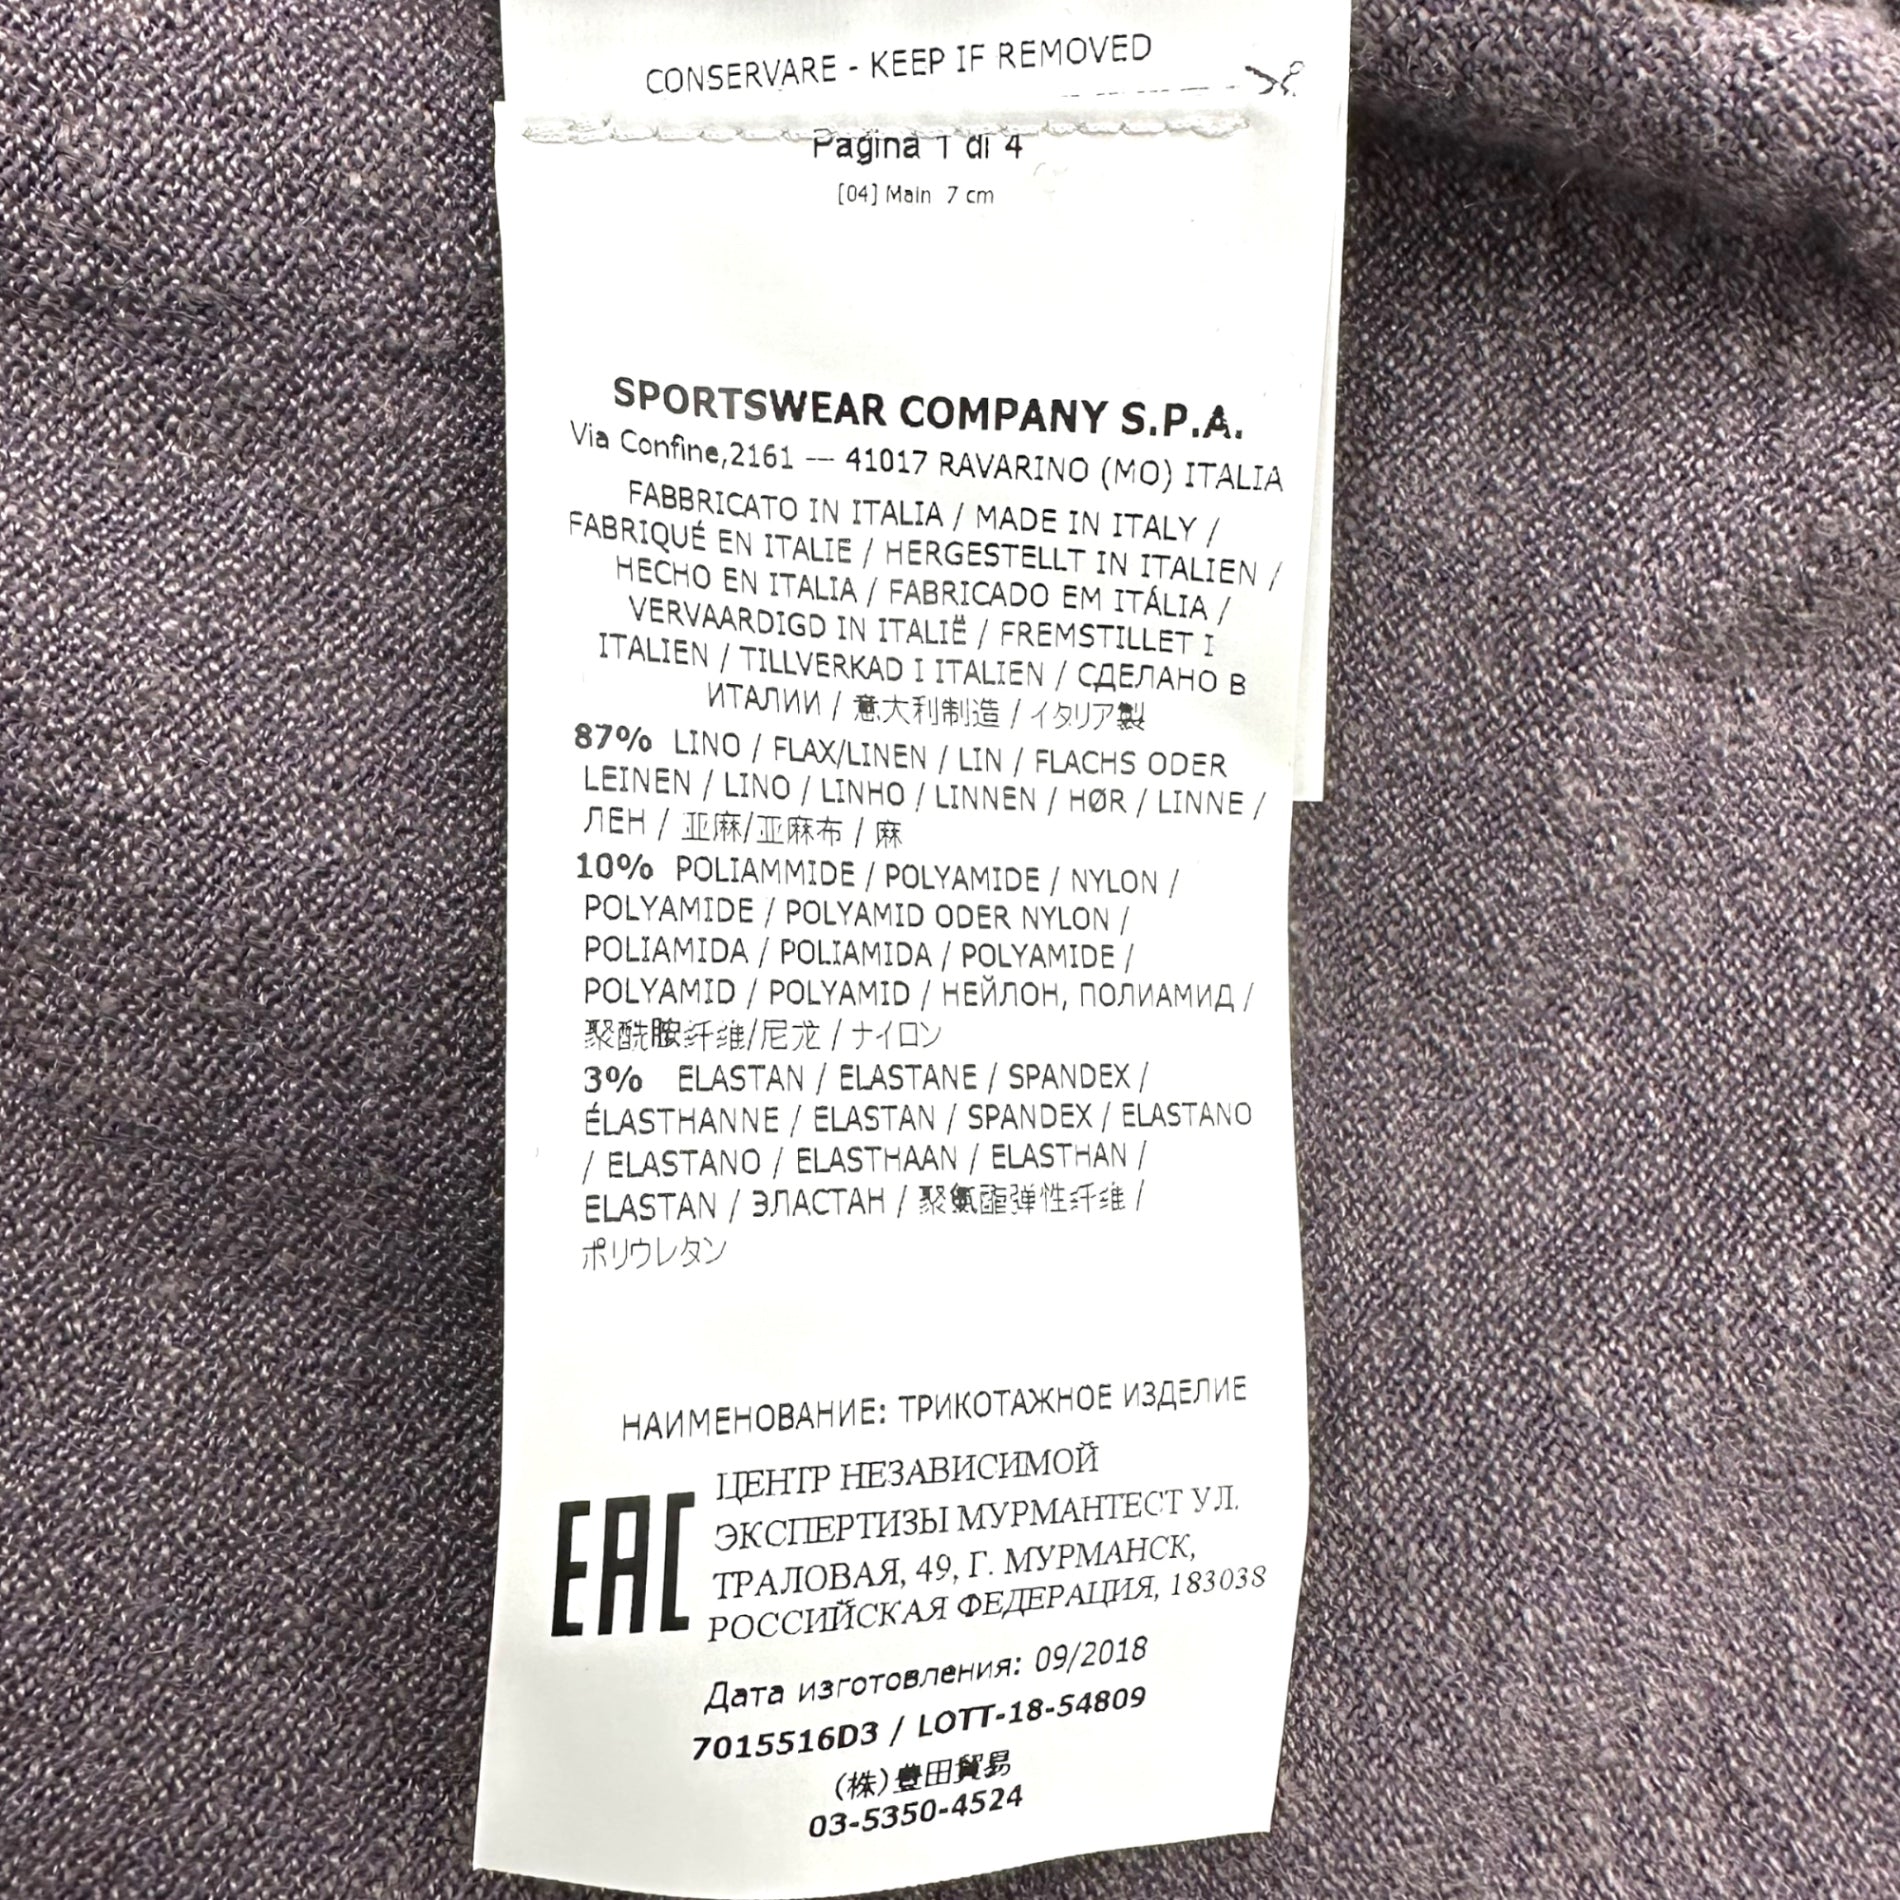 CONSERVARE - KEEP IF REMOVED
Pagina 1 di 4
[04] Main 7 cm
SPORTSWEAR COMPANY S.P.A.
Via Confine,2161 — 41017 RAVARINO (MO) ITALIA
FABBRICATO IN ITALIA / MADE IN ITALY /
FABRIQUÉ EN ITALIE / HERGESTELLT IN ITALIEN /
HECHO EN ITALIA / FABRICADO EM ITÁLIA /
VERVAARDIGD IN ITALIË / FREMSTILLET I
ITALIEN / TILLVERKAD I ITALIEN / СДЕЛАНО В
ИТАЛИИ / 意大利制造 / イタリア製
87% LINO / FLAX/LINEN / LIN / FLACHS ODER
LEINEN / LINO / LINHO / LINNEN / HØR / LINNE /
ЛЕН / 亚麻/亚麻布 / 麻
10% POLIAMMIDE / POLYAMIDE / NYLON /
POLYAMIDE / POLYAMID ODER NYLON /
POLIAMIDA / POLIAMIDA / POLYAMIDE /
POLYAMID / POLYAMID / НЕЙЛОН, ПОЛИАМИД /
聚酰胺纤维/尼龙 / ナイロン
3% ELASTAN / ELASTANE / SPANDEX /
ÉLASTHANNE / ELASTAN / SPANDEX / ELASTANO
/ ELASTANO / ELASTHAAN / ELASTHAN /
ELASTAN / ЭЛАСТАН / 聚氨酯弹性纤维 /
ポリウレタン
НАИМЕНОВАНИЕ: ТРИКОТАЖНОЕ ИЗДЕЛИЕ
EAC
ЦЕНТР НЕЗАВИСИМОЙ
ЭКСПЕРТИЗЫ МУРМАНТЕСТ УЛ.
ТРАЛОВАЯ, 49, Г. МУРМАНСК,
РОССИЙСКАЯ ФЕДЕРАЦИЯ, 183038
Дата изготовления: 09/2018
7015516D3 / LOTT-18-54809
(株)豊田貿易
03-5350-4524